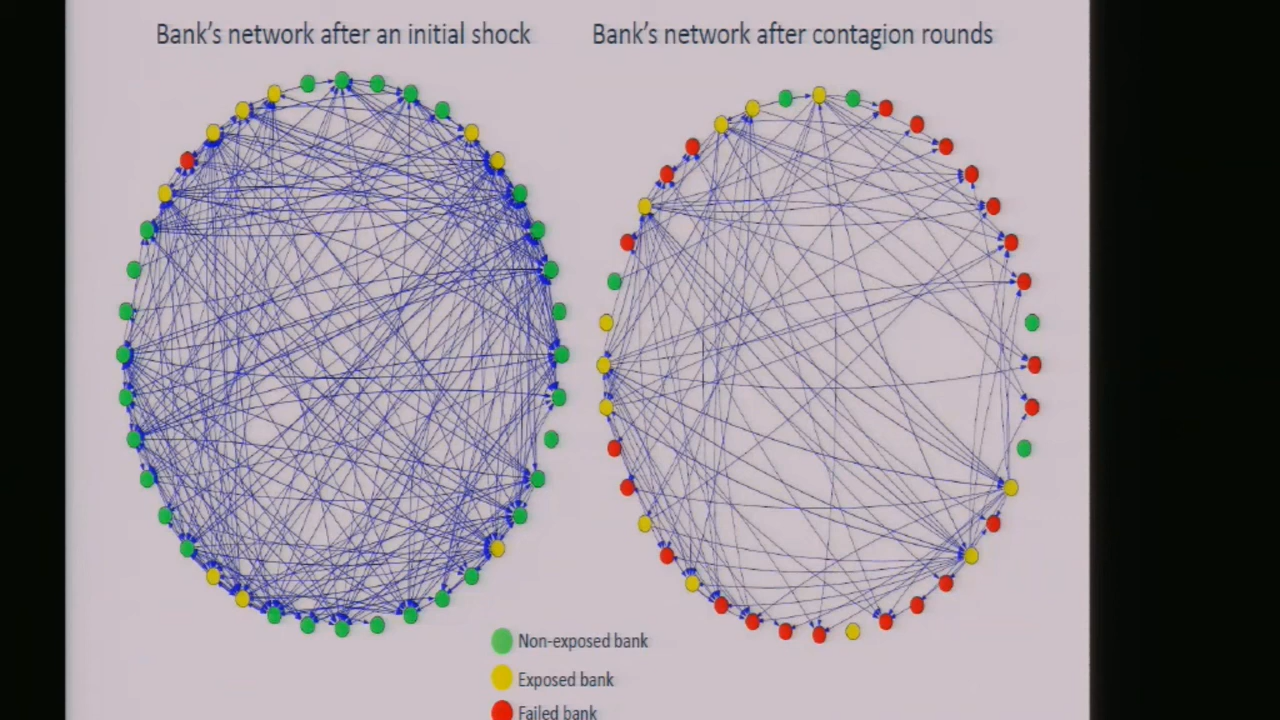 Bank's network after an initial shock
Bank's network after contagion rounds
Non-exposed bank
Exposed bank
Failed bank